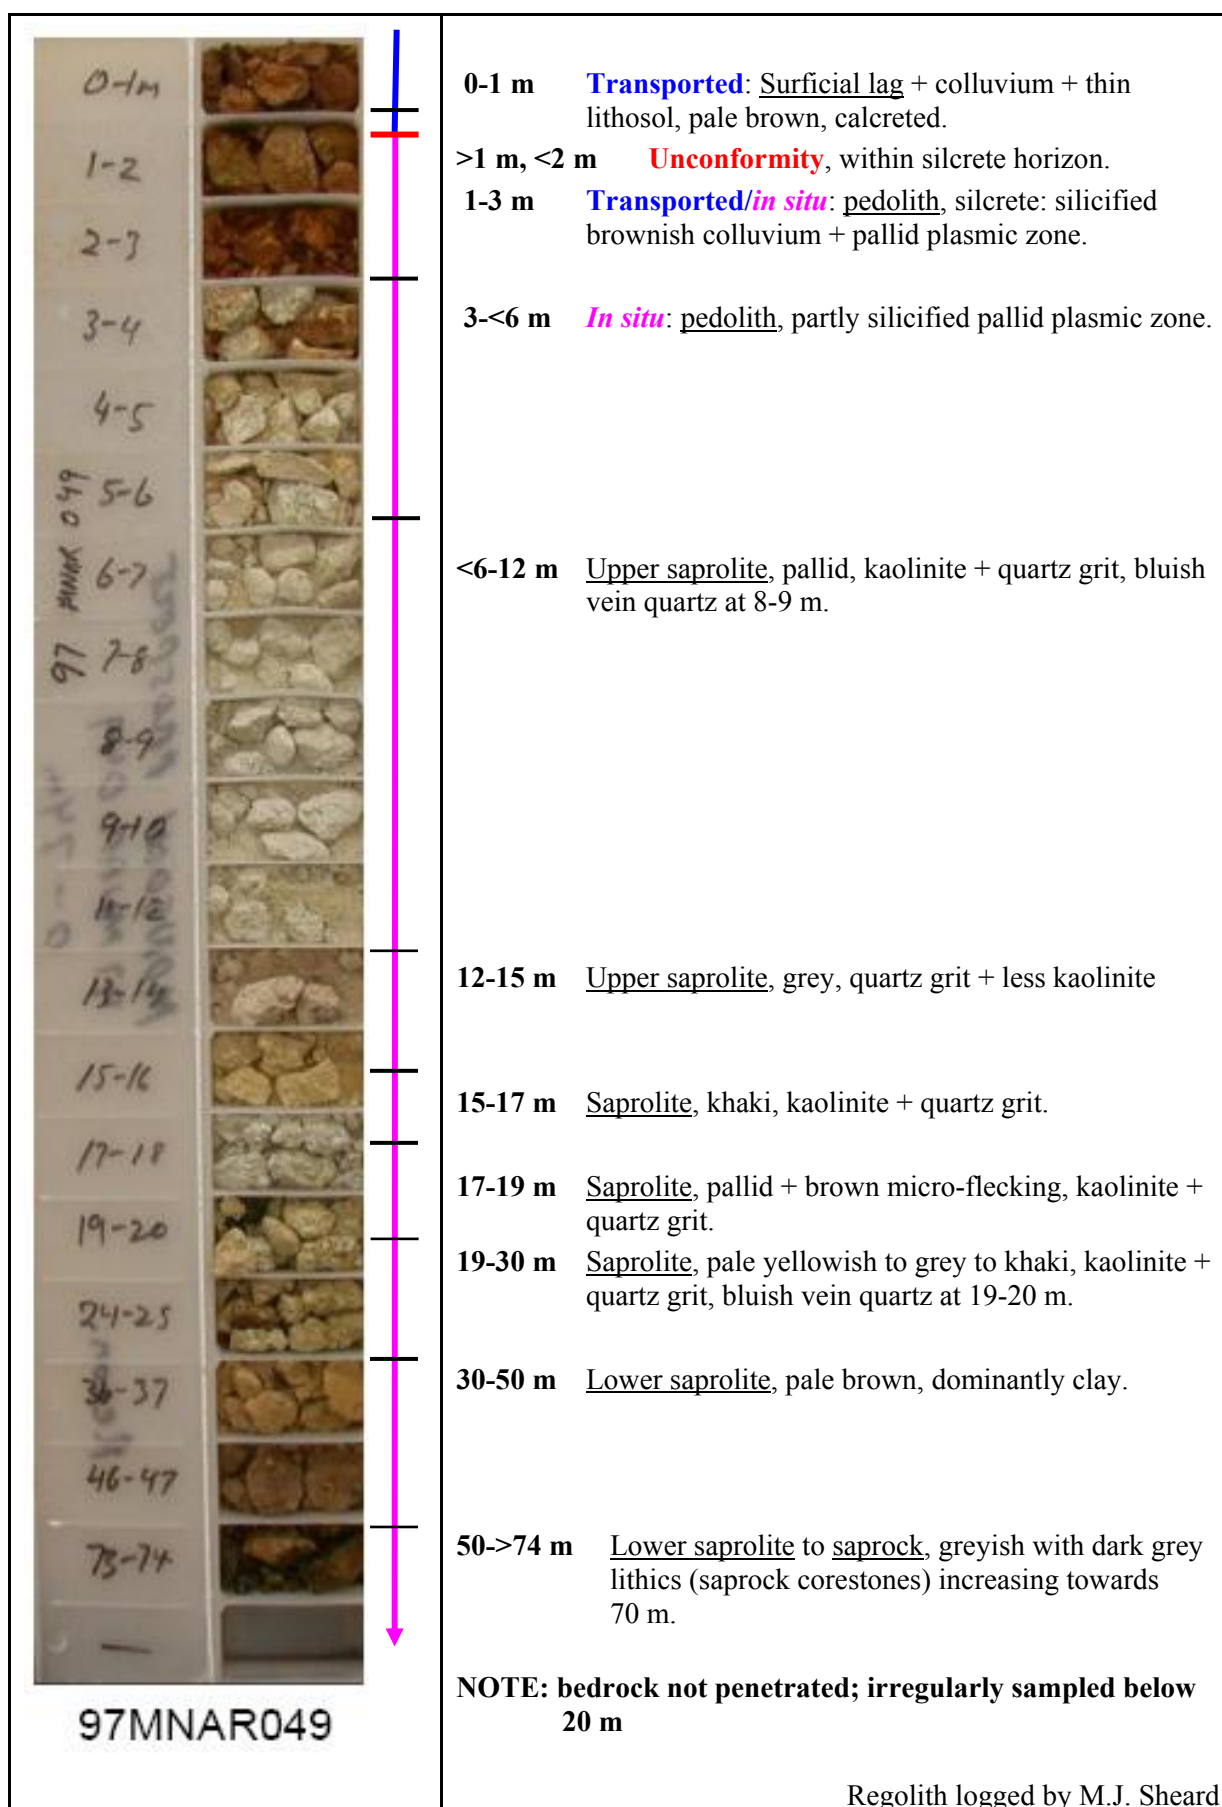 0-1m
1-2
2-3
3-4
4-5
5-6
6-7
7-8
8-9
9-10
11-12
13-14
15-16
17-18
19-20
24-25
36-37
46-47
73-74
97 MNAR 049
97MNAR049
0-1 m Transported: Surficial lag + colluvium + thin
lithosol, pale brown, calcreted.
>1 m, <2 m Unconformity, within silcrete horizon.
1-3 m Transported/in situ: pedolith, silcrete: silicified
brownish colluvium + pallid plasmic zone.
3-<6 m In situ: pedolith, partly silicified pallid plasmic zone.
<6-12 m Upper saprolite, pallid, kaolinite + quartz grit, bluish
vein quartz at 8-9 m.
12-15 m Upper saprolite, grey, quartz grit + less kaolinite
15-17 m Saprolite, khaki, kaolinite + quartz grit.
17-19 m Saprolite, pallid + brown micro-flecking, kaolinite +
quartz grit.
19-30 m Saprolite, pale yellowish to grey to khaki, kaolinite +
quartz grit, bluish vein quartz at 19-20 m.
30-50 m Lower saprolite, pale brown, dominantly clay.
50->74 m Lower saprolite to saprock, greyish with dark grey
lithics (saprock corestones) increasing towards
70 m.
NOTE: bedrock not penetrated; irregularly sampled below
20 m
Regolith logged by M.J. Sheard